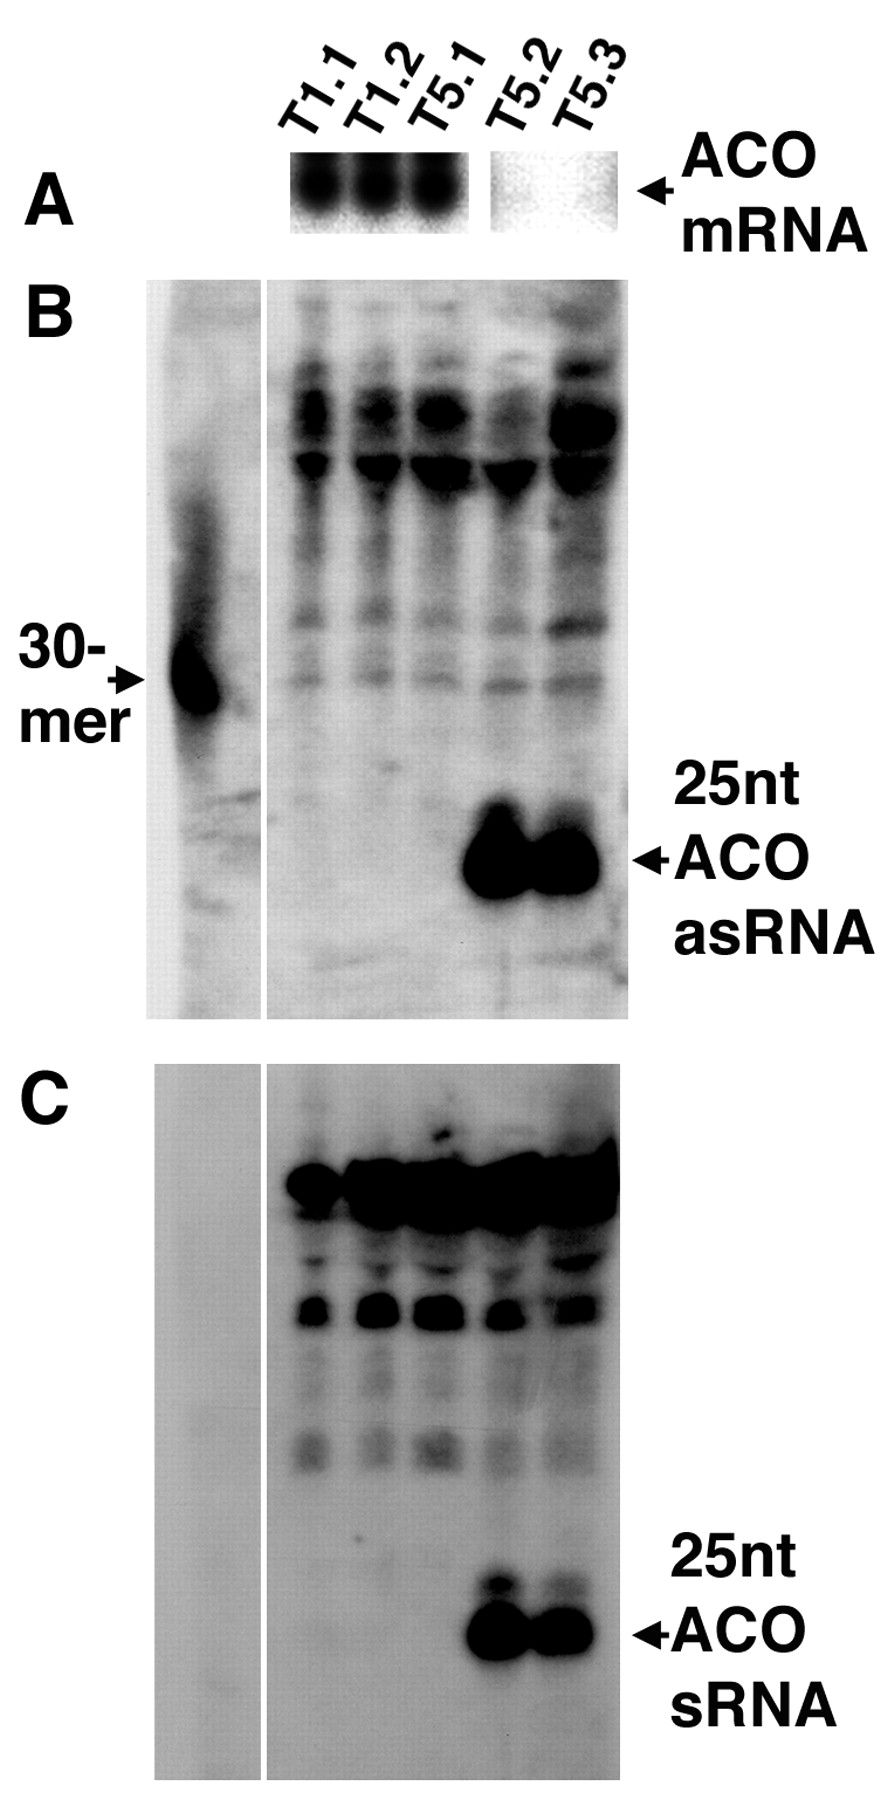 T1.1 T1.2 T5.1 T5.2 T5.3
A
ACO
mRNA
B
30-
mer
25nt
ACO
asRNA
C
25nt
ACO
sRNA